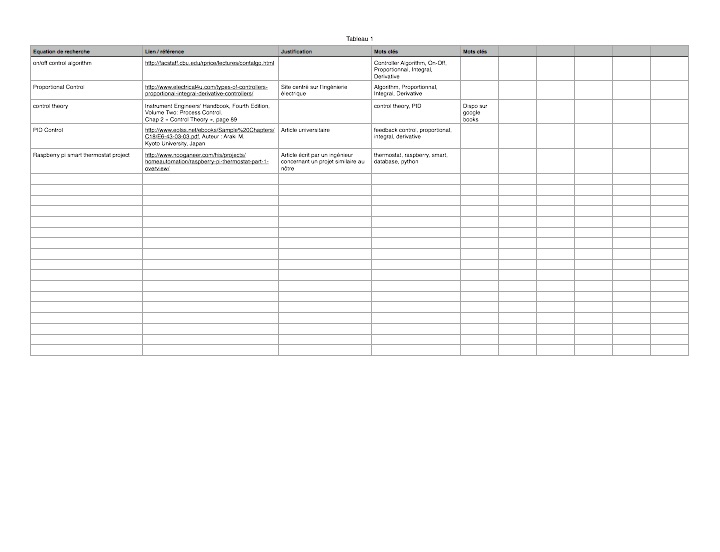 Tableau 1
Equation de recherche Lien / référence Justification Mots clés Mots clés
on/off control algorithm http://facstaff.cbu.edu/rprice/lectures/contalgo.html Controller Algorithm, On-Off,
Proportionnal, Integral,
Derivative
Proportional Control http://www.electrical4u.com/types-of-controllers- Site centré sur l'ingénierie Algorithm, Proportionnal,
proportional-integral-derivative-controllers/ électrique Integral, Derivative
control theory Instrument Engineers' Handbook, Fourth Edition, control theory, PID Dispo sur
Volume Two: Process Control. google
Chap 2 « Control Theory », page 89 books
PID Control http://www.eolss.net/ebooks/Sample%20Chapters/ Article universitaire feedback control, proportional,
C18/E6-43-03-03.pdf, Auteur : Araki M. integral, derivative
Kyoto University, Japan
Raspberry pi smart thermostat project http://www.nooganeer.com/his/projects/ Article écrit par un ingénieur thermostat, raspberry, smart,
homeautomation/raspberry-pi-thermostat-part-1- concernant un projet similaire au database, python
overview/ nôtre